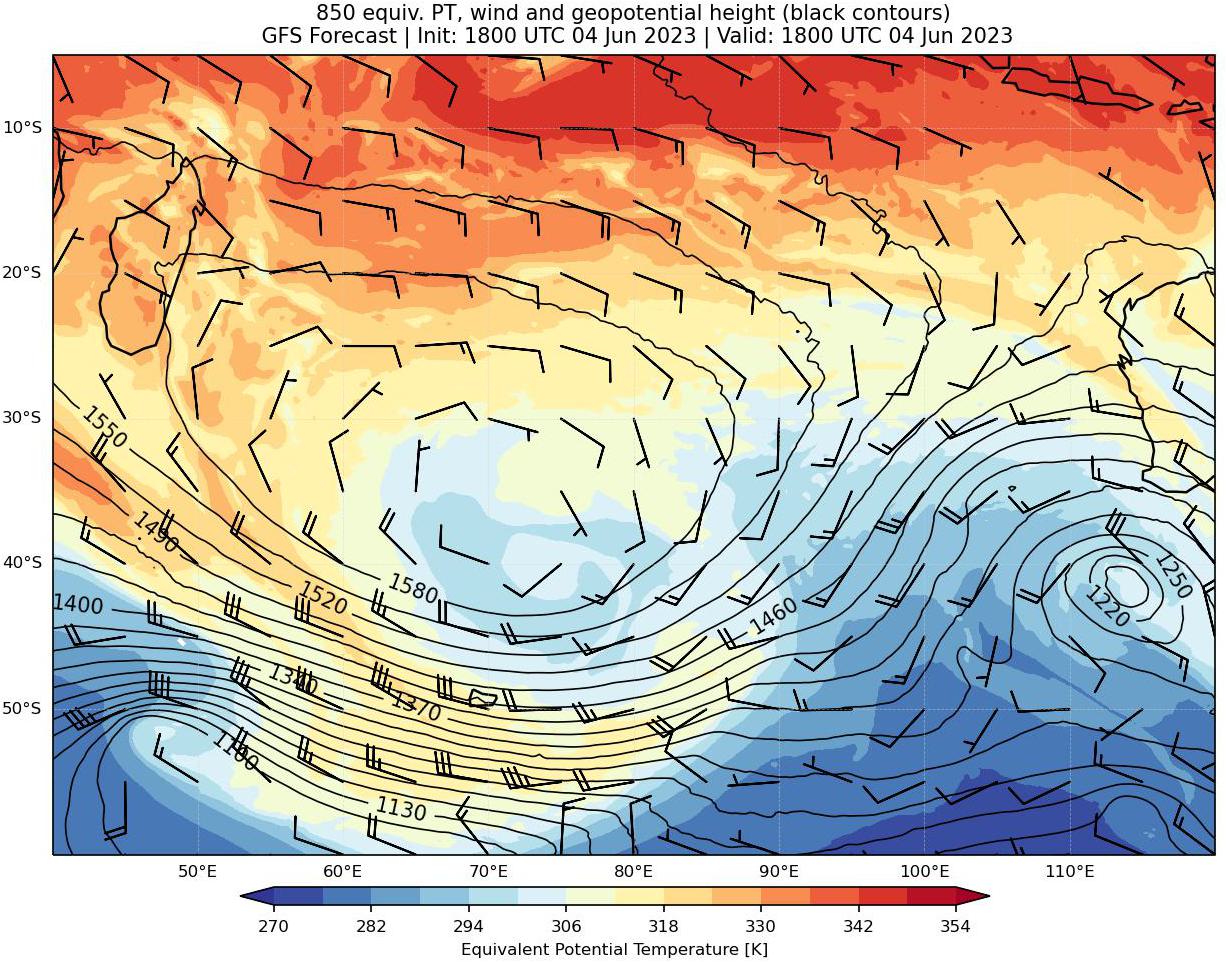 850 equiv. PT, wind and geopotential height (black contours)
GFS Forecast | Init: 1800 UTC 04 Jun 2023 | Valid: 1800 UTC 04 Jun 2023
10°S
20°S
30°S
40°S
50°S
1550
1490
1400
1520
1580
1460
1250
1220
1340
1370
1100
1130
50°E
60°E
70°E
80°E
90°E
100°E
110°E
270
282
294
306
318
330
342
354
Equivalent Potential Temperature [K]